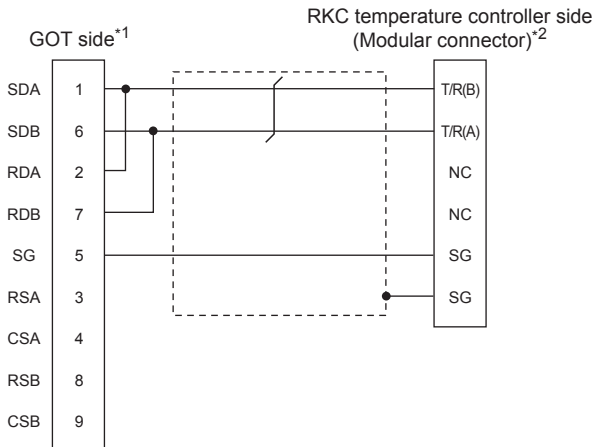 RKC temperature controller side
(Modular connector)*2
GOT side*1
SDA 1 T/R(B)
SDB 6 T/R(A)
RDA 2 NC
RDB 7 NC
SG 5 SG
RSA 3 SG
CSA 4
RSB 8
CSB 9